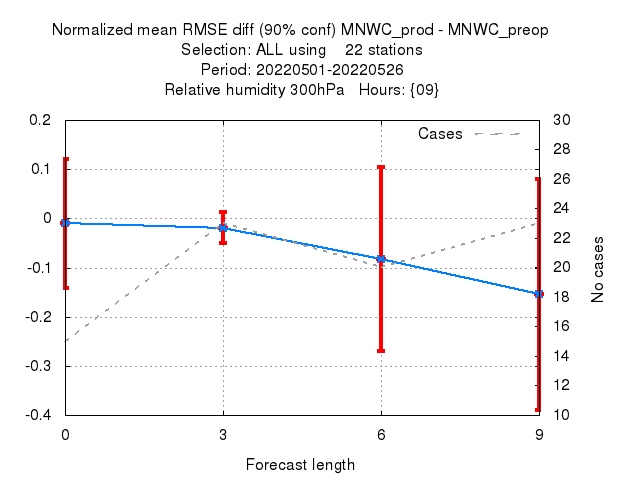 Normalized mean RMSE diff (90% conf) MNWC_prod - MNWC_preop
Selection: ALL using    22 stations
Period: 20220501-20220526
Relative humidity 300hPa   Hours: {09}
Cases
0.2
0.1
0
-0.1
-0.2
-0.3
-0.4
30
28
26
24
22
20
18
16
14
12
10
No cases
0 3 6 9
Forecast length